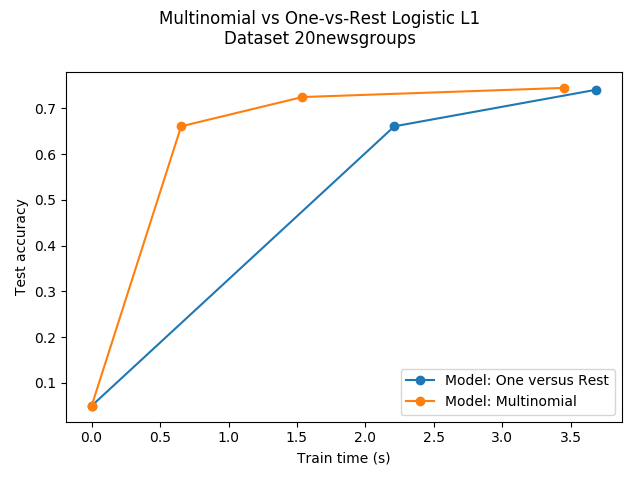 Multinomial vs One-vs-Rest Logistic L1
Dataset 20newsgroups
0.7
0.6
0.5
0.4
0.3
0.2
0.1
Test accuracy
Model: One versus Rest
Model: Multinomial
0.0 0.5 1.0 1.5 2.0 2.5 3.0 3.5
Train time (s)